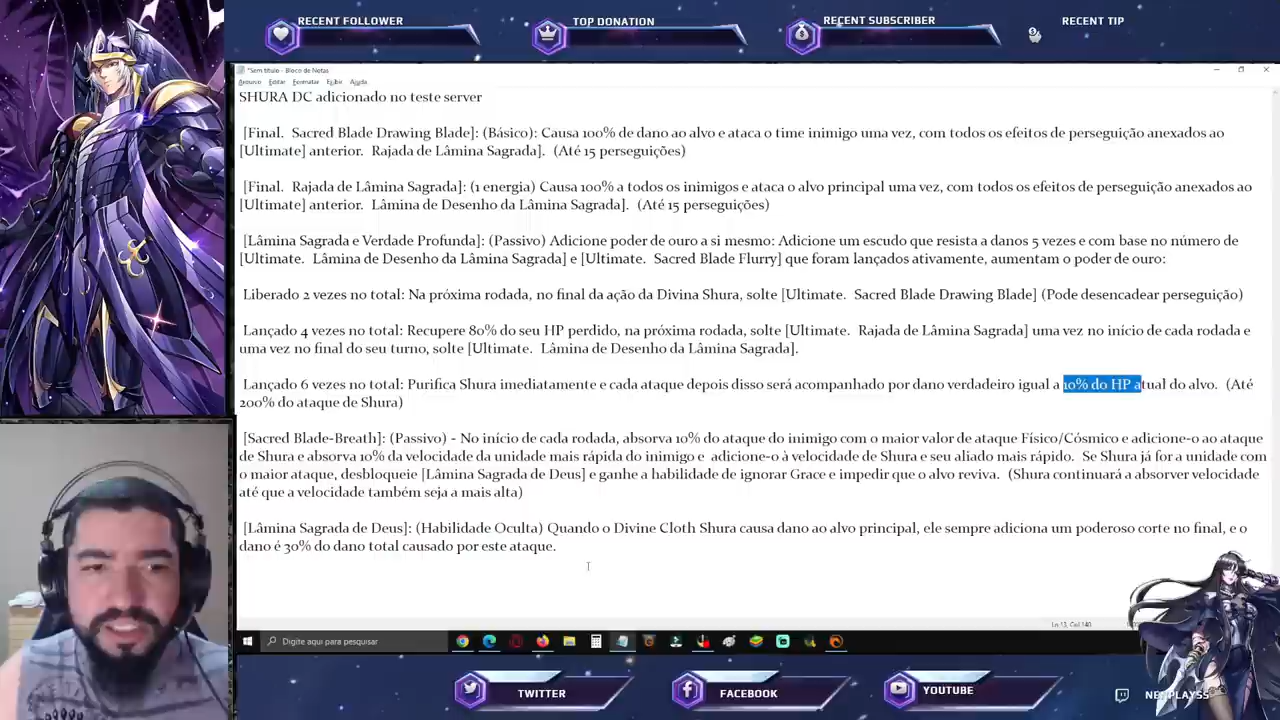 RECENT FOLLOWER
TOP DONATION
RECENT SUBSCRIBER
RECENT TIP
*Sem título - Bloco de Notas
Arquivo Editar Formatar Exibir Ajuda
SHURA DC adicionado no teste server
[Final. Sacred Blade Drawing Blade]: (Básico): Causa 100% de dano ao alvo e ataca o time inimigo uma vez, com todos os efeitos de perseguição anexados ao
[Ultimate] anterior. Rajada de Lâmina Sagrada]. (Até 15 perseguições)
[Final. Rajada de Lâmina Sagrada]: (1 energia) Causa 100% a todos os inimigos e ataca o alvo principal uma vez, com todos os efeitos de perseguição anexados ao
[Ultimate] anterior. Lâmina de Desenho da Lâmina Sagrada]. (Até 15 perseguições)
[Lâmina Sagrada e Verdade Profunda]: (Passivo) Adicione poder de ouro a si mesmo: Adicione um escudo que resista a danos 5 vezes e com base no número de
[Ultimate. Lâmina de Desenho da Lâmina Sagrada] e [Ultimate. Sacred Blade Flurry] que foram lançados ativamente, aumentam o poder de ouro:
Liberado 2 vezes no total: Na próxima rodada, no final da ação da Divina Shura, solte [Ultimate. Sacred Blade Drawing Blade] (Pode desencadear perseguição)
Lançado 4 vezes no total: Recupere 80% do seu HP perdido, na próxima rodada, solte [Ultimate. Rajada de Lâmina Sagrada] uma vez no início de cada rodada e
uma vez no final do seu turno, solte [Ultimate. Lâmina de Desenho da Lâmina Sagrada].
Lançado 6 vezes no total: Purifica Shura imediatamente e cada ataque depois disso será acompanhado por dano verdadeiro igual a 10% do HP atual do alvo. (Até
200% do ataque de Shura)
[Sacred Blade-Breath]: (Passivo) - No início de cada rodada, absorva 10% do ataque do inimigo com o maior valor de ataque Físico/Cósmico e adicione-o ao ataque
de Shura e absorva 10% da velocidade da unidade mais rápida do inimigo e adicione-o à velocidade de Shura e seu aliado mais rápido. Se Shura já for a unidade com
o maior ataque, desbloqueie [Lâmina Sagrada de Deus] e ganhe a habilidade de ignorar Grace e impedir que o alvo reviva. (Shura continuará a absorver velocidade
até que a velocidade também seja a mais alta)
[Lâmina Sagrada de Deus]: (Habilidade Oculta) Quando o Divine Cloth Shura causa dano ao alvo principal, ele sempre adiciona um poderoso corte no final, e o
dano é 30% do dano total causado por este ataque.
Ln 13, Col 140
Digite aqui para pesquisar
TWITTER
FACEBOOK
YOUTUBE
NENPLAYSS